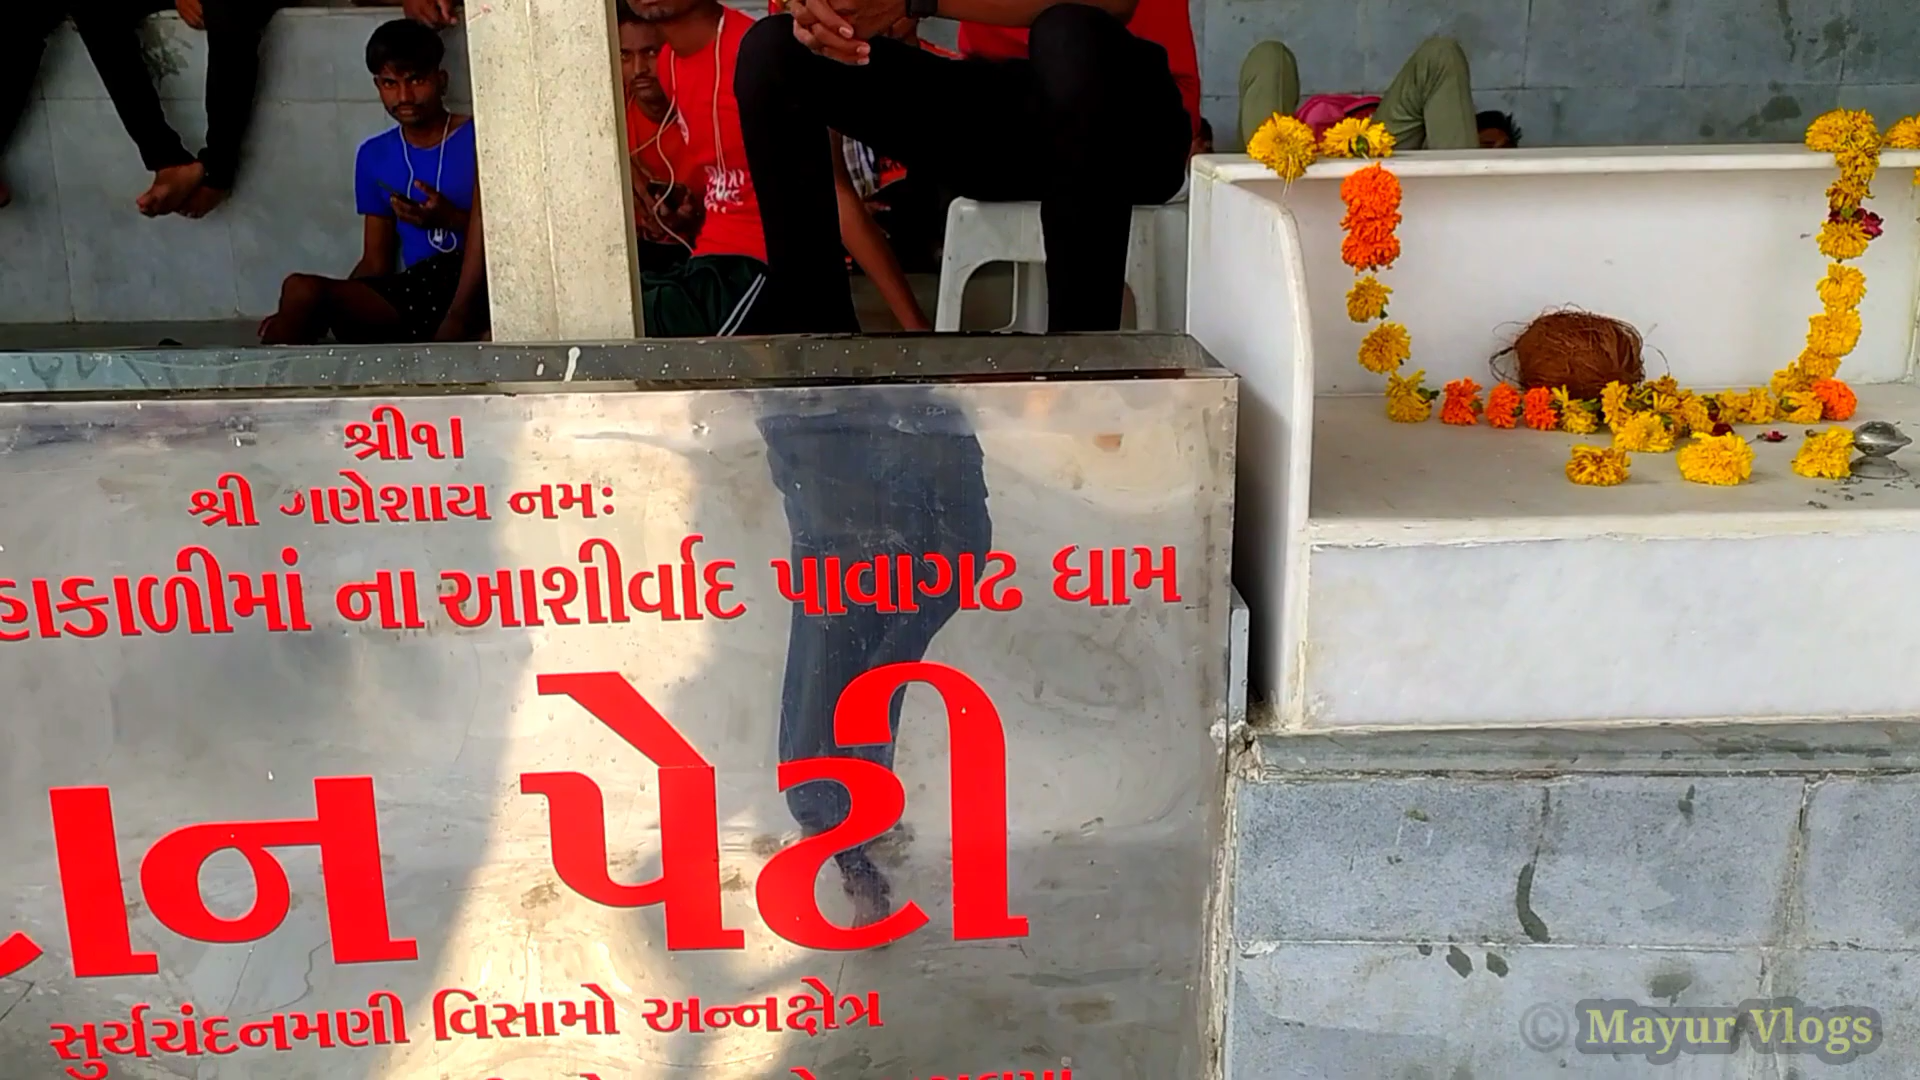 શ્રી૧ા
શ્રી ગણેશાય નમઃ
હાકાળીમાં ના આશીર્વાદ પાવાગઢ ધામ
ાન પેટી
સુર્યચંદનમણી વિસામો અન્નક્ષેત્ર
© Mayur Vlogs